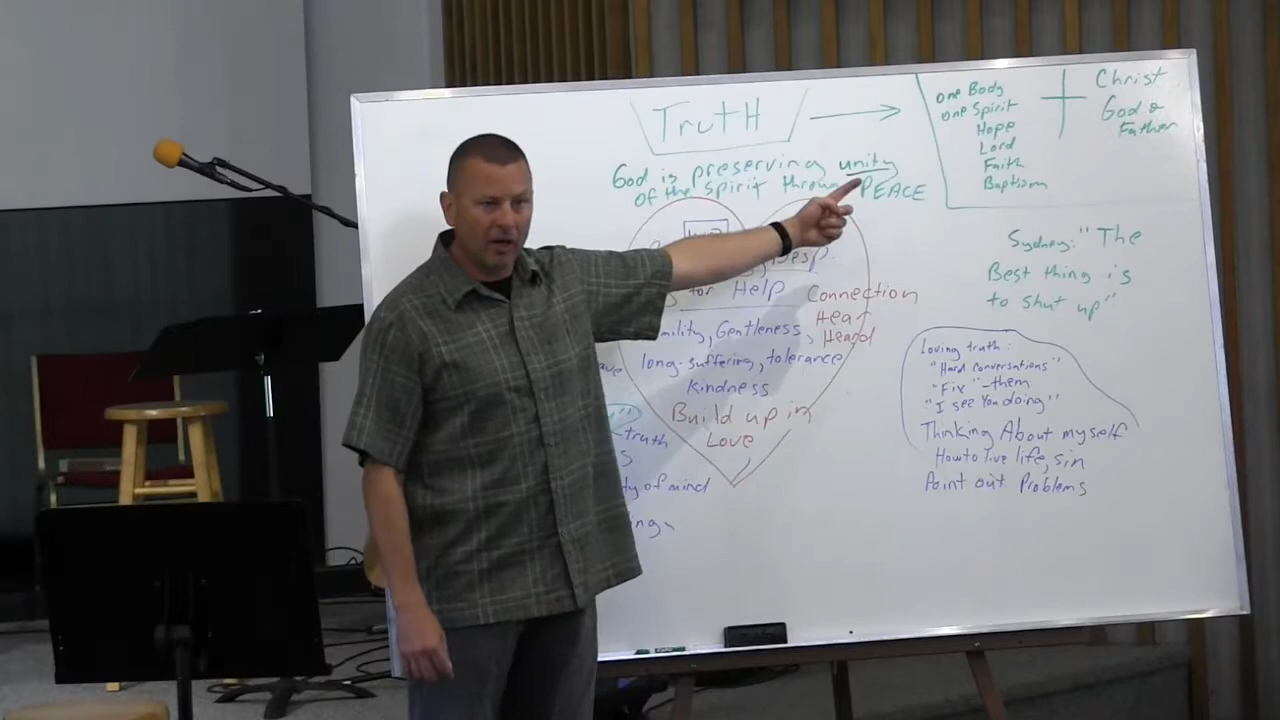 TrutH
God is preserving unity
of the Spirit through PEACE
one Body
one Spirit
Hope
Lord
Faith
Baptism
Christ
God &
Father
for Help
Connection
Hear
Heard
Gentleness,
long-suffering, tolerance
Kindness
Build up in
Love
truth
of mind
Sydney: "The
Best thing is
to shut up"
Loving truth:
"Hard conversations"
"Fix"-them
"I see You doing"
Thinking About myself
How to live life, sin
Point out Problems